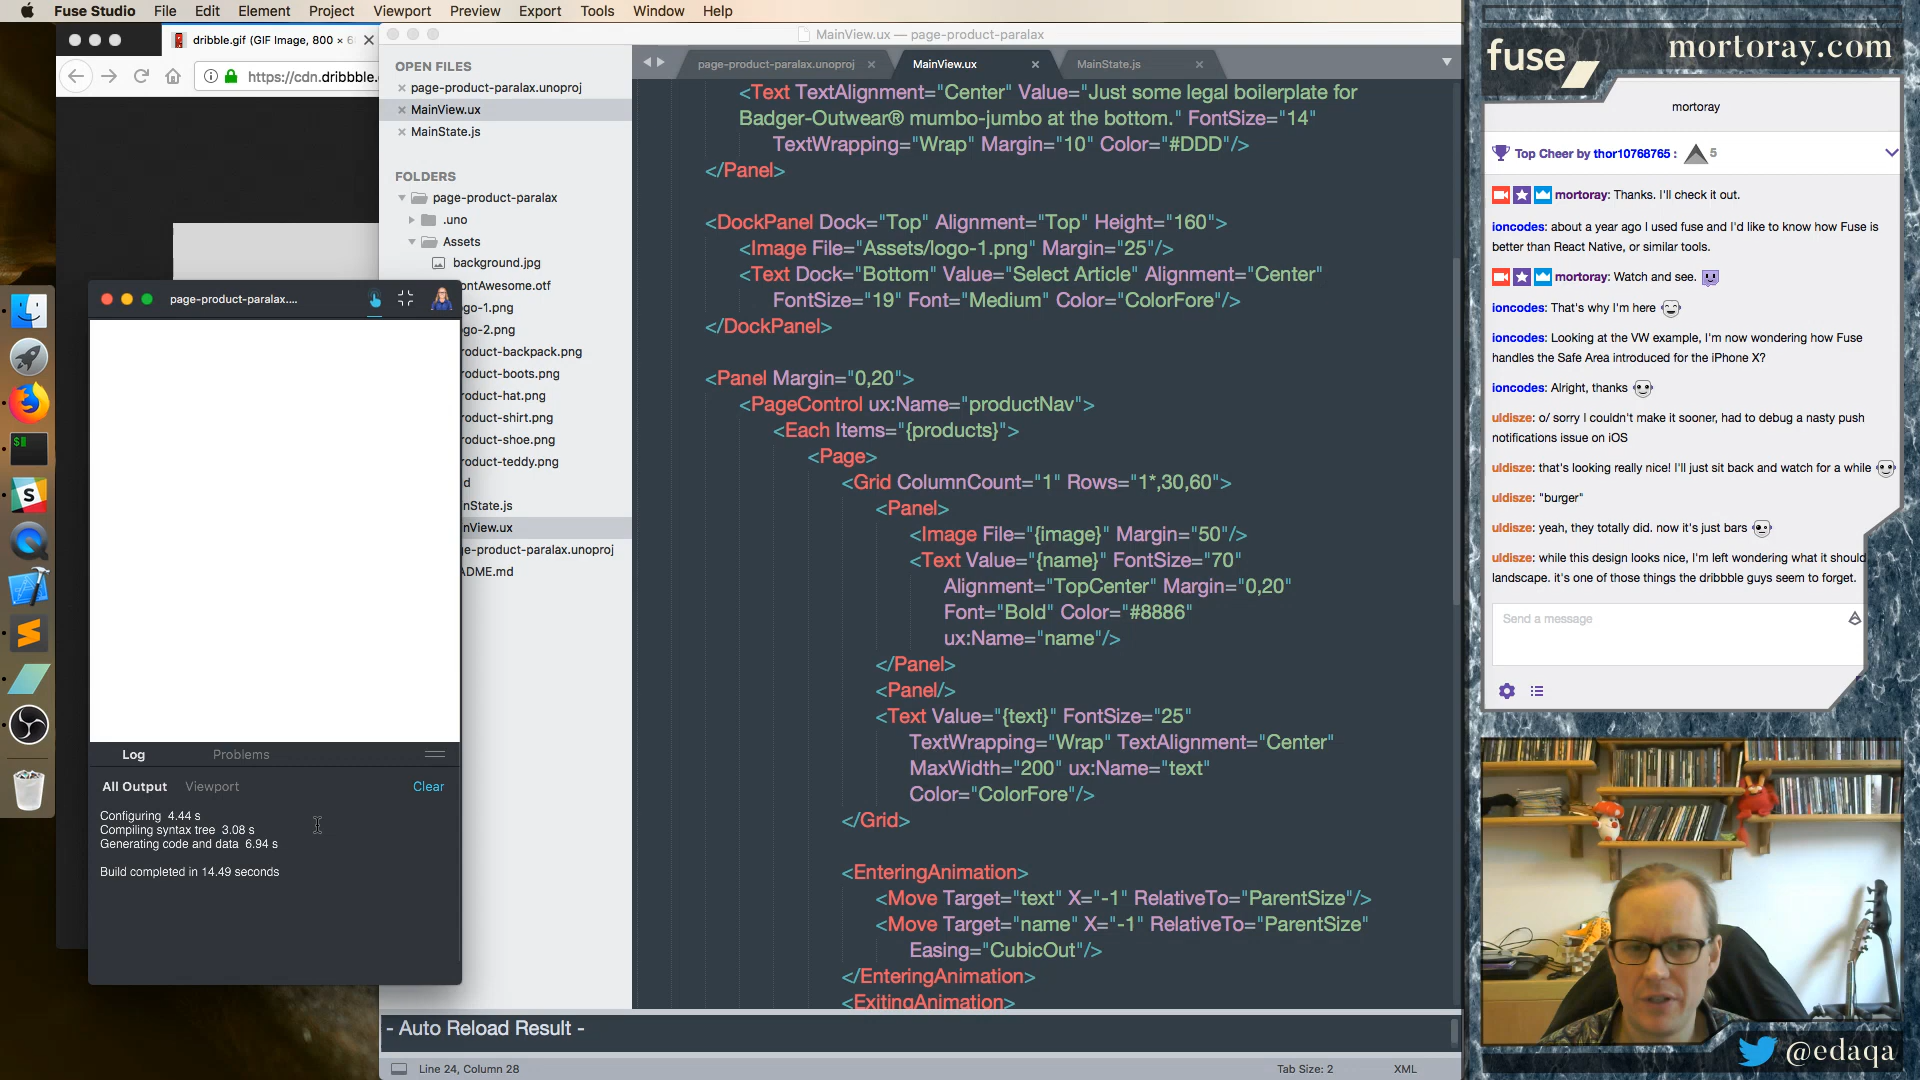 Fuse Studio File Edit Element Project Viewport Preview Export Tools Window Help
dribble.gif (GIF Image, 800 × 6
https://cdn.dribbble.
MainView.ux — page-product-paralax
OPEN FILES
page-product-paralax.unoproj
MainView.ux
MainState.js
FOLDERS
page-product-paralax
.uno
Assets
background.jpg
ontAwesome.otf
go-1.png
go-2.png
roduct-backpack.png
roduct-boots.png
roduct-hat.png
roduct-shirt.png
roduct-shoe.png
roduct-teddy.png
d
nState.js
nView.ux
e-product-paralax.unoproj
DME.md
page-product-paralax....
Log Problems
All Output Viewport Clear
Configuring 4.44 s
Compiling syntax tree 3.08 s
Generating code and data 6.94 s
Build completed in 14.49 seconds
page-product-paralax.unoproj MainView.ux MainState.js
<Text TextAlignment="Center" Value="Just some legal boilerplate for
Badger-Outwear® mumbo-jumbo at the bottom." FontSize="14"
TextWrapping="Wrap" Margin="10" Color="#DDD"/>
</Panel>
<DockPanel Dock="Top" Alignment="Top" Height="160">
<Image File="Assets/logo-1.png" Margin="25"/>
<Text Dock="Bottom" Value="Select Article" Alignment="Center"
FontSize="19" Font="Medium" Color="ColorFore"/>
</DockPanel>
<Panel Margin="0,20">
<PageControl ux:Name="productNav">
<Each Items="{products}">
<Page>
<Grid ColumnCount="1" Rows="1*,30,60">
<Panel>
<Image File="{image}" Margin="50"/>
<Text Value="{name}" FontSize="70"
Alignment="TopCenter" Margin="0,20"
Font="Bold" Color="#8886"
ux:Name="name"/>
</Panel>
<Panel/>
<Text Value="{text}" FontSize="25"
TextWrapping="Wrap" TextAlignment="Center"
MaxWidth="200" ux:Name="text"
Color="ColorFore"/>
</Grid>
<EnteringAnimation>
<Move Target="text" X="-1" RelativeTo="ParentSize"/>
<Move Target="name" X="-1" RelativeTo="ParentSize"
Easing="CubicOut"/>
</EnteringAnimation>
<ExitingAnimation>
- Auto Reload Result -
Line 24, Column 28 Tab Size: 2 XML
fuse mortoray.com
mortoray
Top Cheer by thor10768765 : 5
mortoray: Thanks. I'll check it out.
ioncodes: about a year ago I used fuse and I'd like to know how Fuse is
better than React Native, or similar tools.
mortoray: Watch and see.
ioncodes: That's why I'm here
ioncodes: Looking at the VW example, I'm now wondering how Fuse
handles the Safe Area introduced for the iPhone X?
ioncodes: Alright, thanks
uldisze: o/ sorry I couldn't make it sooner, had to debug a nasty push
notifications issue on iOS
uldisze: that's looking really nice! I'll just sit back and watch for a while
uldisze: "burger"
uldisze: yeah, they totally did. now it's just bars
uldisze: while this design looks nice, I'm left wondering what it should
landscape. it's one of those things the dribbble guys seem to forget.
Send a message
@edaqa